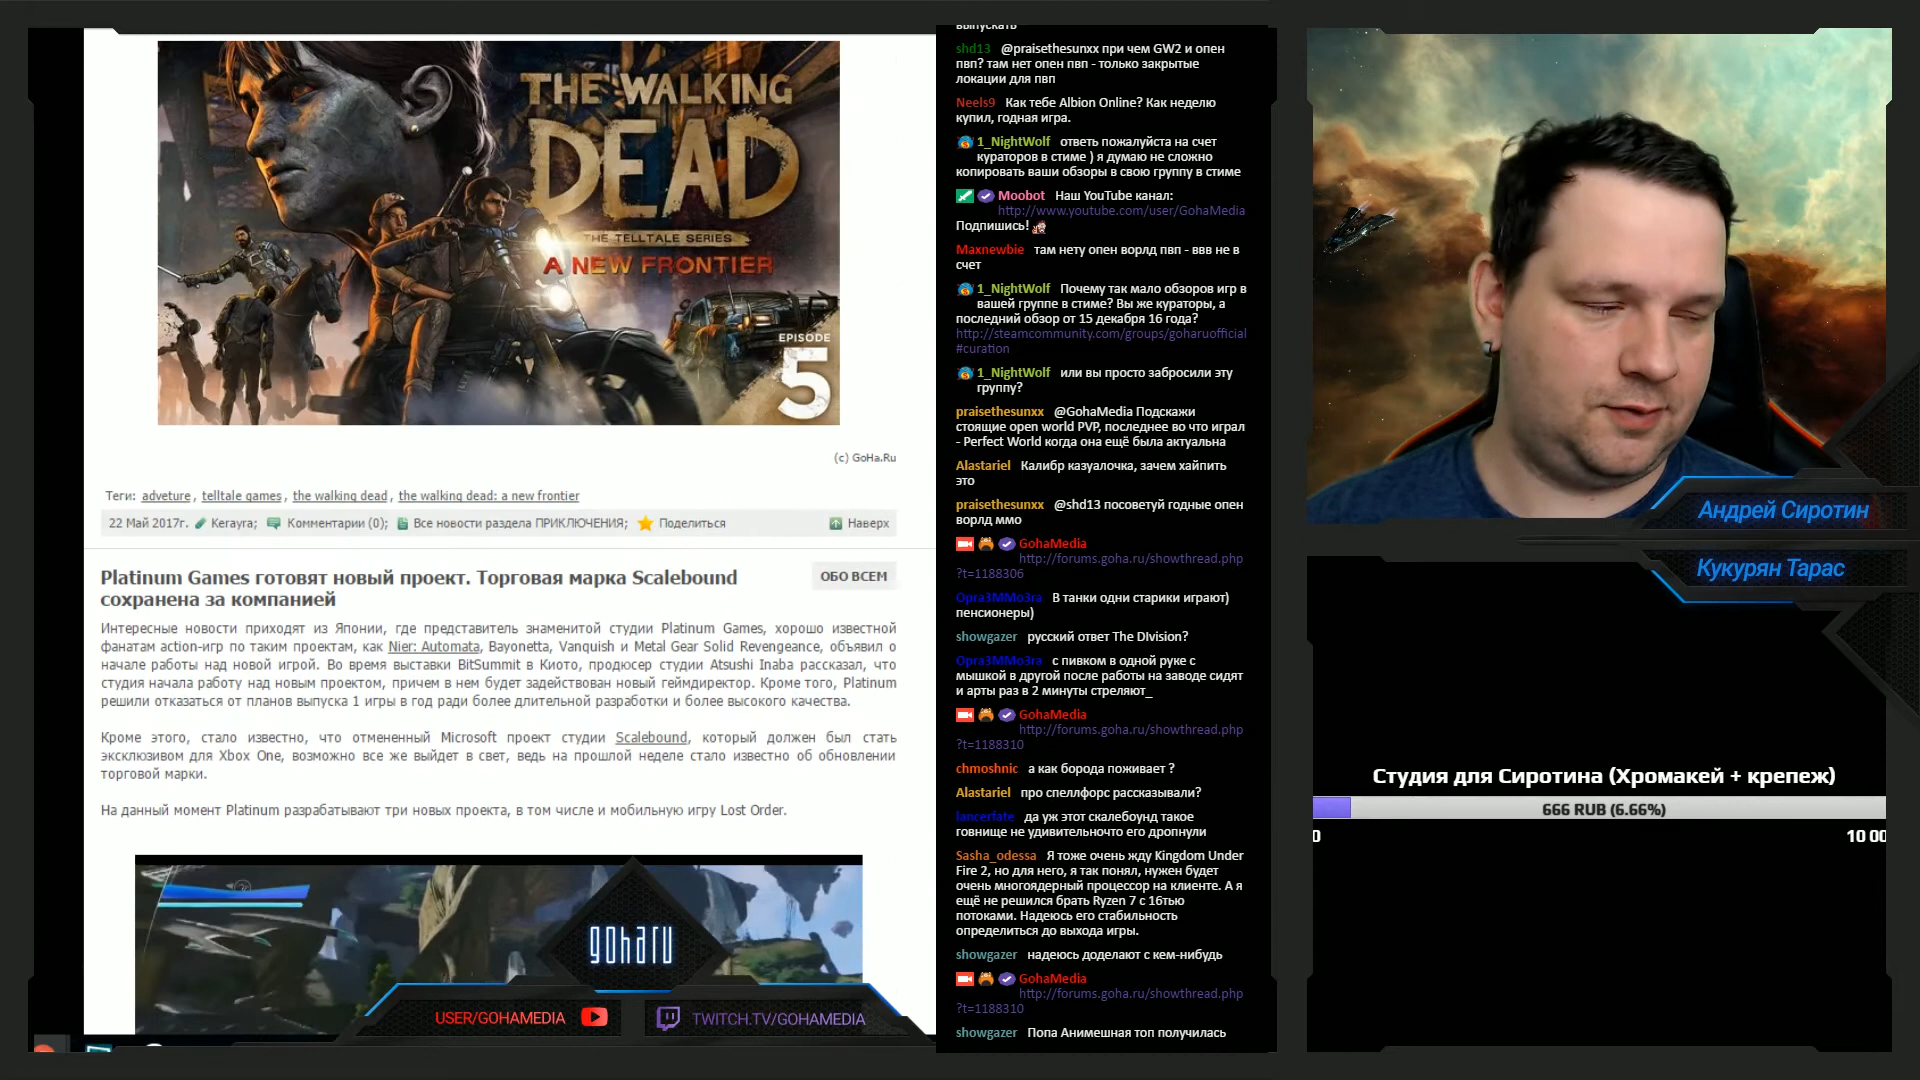 THE WALKING
DEAD
THE TELLTALE SERIES
A NEW FRONTIER
EPISODE
5
(c) GoHa.Ru
Теги: adveture, telltale games, the walking dead, the walking dead: a new frontier
22 Май 2017г. Kerayra; Комментарии (0); Все новости раздела ПРИКЛЮЧЕНИЯ; Поделиться Наверх
Platinum Games готовят новый проект. Торговая марка Scalebound
сохранена за компанией
ОБО ВСЕМ
Интересные новости приходят из Японии, где представитель знаменитой студии Platinum Games, хорошо известной
фанатам action-игр по таким проектам, как Nier: Automata, Bayonetta, Vanquish и Metal Gear Solid Revengeance, объявил о
начале работы над новой игрой. Во время выставки BitSummit в Киото, продюсер студии Atsushi Inaba рассказал, что
студия начала работу над новым проектом, причем в нем будет задействован новый геймдиректор. Кроме того, Platinum
решили отказаться от планов выпуска 1 игры в год ради более длительной разработки и более высокого качества.
Кроме этого, стало известно, что отмененный Microsoft проект студии Scalebound, который должен был стать
эксклюзивом для Xbox One, возможно все же выйдет в свет, ведь на прошлой неделе стало известно об обновлении
торговой марки.
На данный момент Platinum разрабатывают три новых проекта, в том числе и мобильную игру Lost Order.
goharu
USER/GOHAMEDIA
TWITCH.TV/GOHAMEDIA
выпускать
shd13 @praisethesunxx при чем GW2 и опен
пвп? там нет опен пвп - только закрытые
локации для пвп
Neels9 Как тебе Albion Online? Как неделю
купил, годная игра.
1_NightWolf ответь пожалуйста на счет
кураторов в стиме ) я думаю не сложно
копировать ваши обзоры в свою группу в стиме
Moobot Наш YouTube канал:
http://www.youtube.com/user/GohaMedia
Подпишись!
Maxnewbie там нету опен ворлд пвп - ввв не в
счет
1_NightWolf Почему так мало обзоров игр в
вашей группе в стиме? Вы же кураторы, а
последний обзор от 15 декабря 16 года?
http://steamcommunity.com/groups/goharuofficial
#curation
1_NightWolf или вы просто забросили эту
группу?
praisethesunxx @GohaMedia Подскажи
стоящие open world PVP, последнее во что играл
- Perfect World когда она ещё была актуальна
Alastariel Калибр казуалочка, зачем хайпить
это
praisethesunxx @shd13 посоветуй годные опен
ворлд ммо
GohaMedia
http://forums.goha.ru/showthread.php
?t=1188306
Opra3MMo3ra В танки одни старики играют)
пенсионеры)
showgazer русский ответ The DIvision?
Opra3MMo3ra с пивком в одной руке с
мышкой в другой после работы на заводе сидят
и арты раз в 2 минуты стреляют_
GohaMedia
http://forums.goha.ru/showthread.php
?t=1188310
chmoshnic а как борода поживает ?
Alastariel про спеллфорс рассказывали?
lancerfate да уж этот скалебоунд такое
говнище не удивительночто его дропнули
Sasha_odessa Я тоже очень жду Kingdom Under
Fire 2, но для него, я так понял, нужен будет
очень многоядерный процессор на клиенте. А я
ещё не решился брать Ryzen 7 с 16тью
потоками. Надеюсь его стабильность
определиться до выхода игры.
showgazer надеюсь доделают с кем-нибудь
GohaMedia
http://forums.goha.ru/showthread.php
?t=1188310
showgazer Попа Анимешная топ получилась
Андрей Сиротин
Кукурян Тарас
Студия для Сиротина (Хромакей + крепеж)
666 RUB (6.66%)
0
10 00